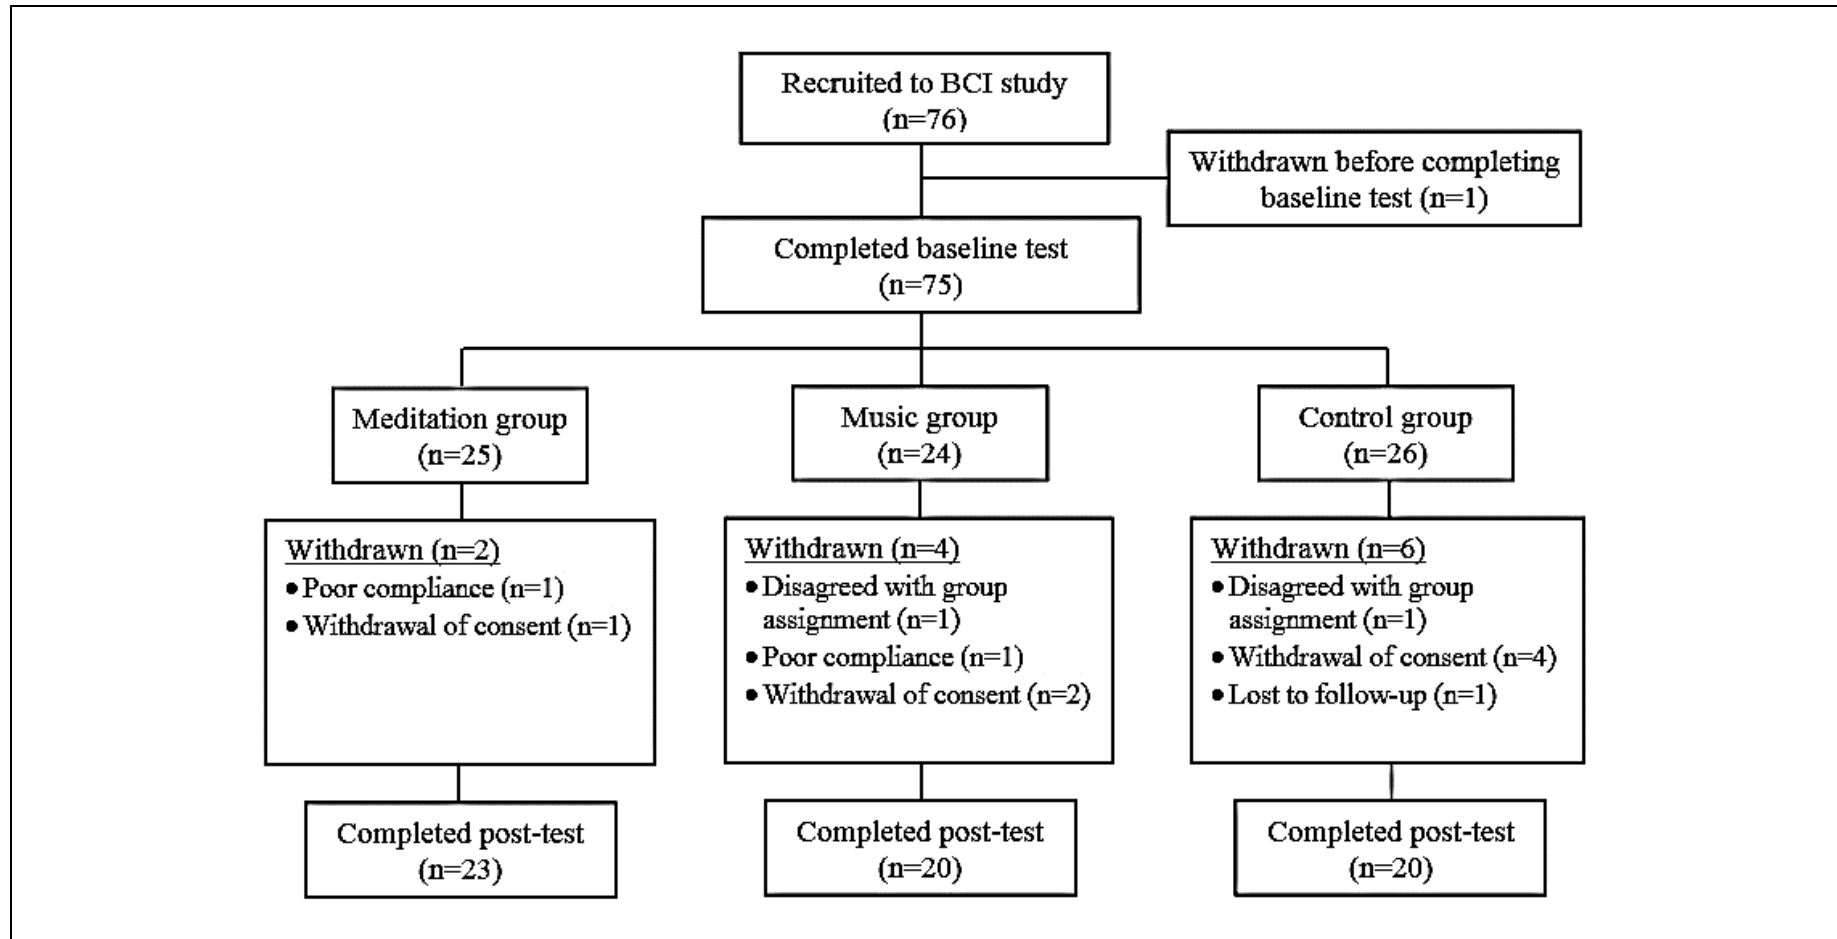 Recruited to BCI study
(n=76)
Withdrawn before completing
baseline test (n=1)
Completed baseline test
(n=75)
Meditation group
(n=25)
Music group
(n=24)
Control group
(n=26)
Withdrawn (n=2)
•Poor compliance (n=1)
•Withdrawal of consent (n=1)
Withdrawn (n=4)
•Disagreed with group
assignment (n=1)
•Poor compliance (n=1)
•Withdrawal of consent (n=2)
Withdrawn (n=6)
•Disagreed with group
assignment (n=1)
•Withdrawal of consent (n=4)
•Lost to follow-up (n=1)
Completed post-test
(n=23)
Completed post-test
(n=20)
Completed post-test
(n=20)